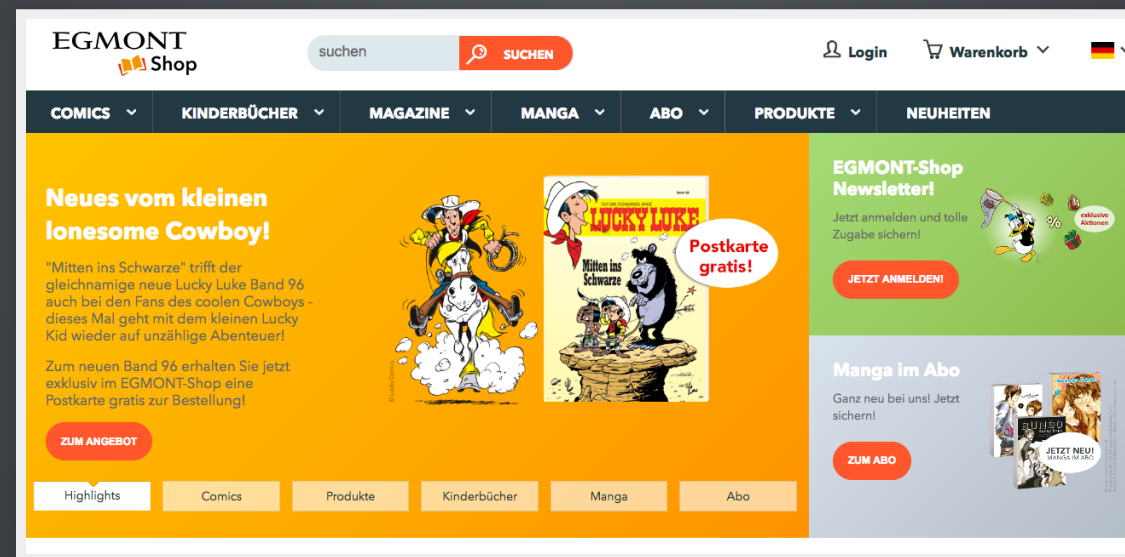 EGMONT
Shop
suchen
SUCHEN
Login
Warenkorb
COMICS
KINDERBÜCHER
MAGAZINE
MANGA
ABO
PRODUKTE
NEUHEITEN
Neues vom kleinen
lonesome Cowboy!
"Mitten ins Schwarze" trifft der
gleichnamige neue Lucky Luke Band 96
auch bei den Fans des coolen Cowboys -
dieses Mal geht mit dem kleinen Lucky
Kid wieder auf unzählige Abenteuer!
Zum neuen Band 96 erhalten Sie jetzt
exklusiv im EGMONT-Shop eine
Postkarte gratis zur Bestellung!
ZUM ANGEBOT
© Lucky Comics
LUCKY LUKE
Mitten ins
Schwarze
Postkarte
gratis!
Highlights
Comics
Produkte
Kinderbücher
Manga
Abo
EGMONT-Shop
Newsletter!
Jetzt anmelden und tolle
Zugabe sichern!
JETZT ANMELDEN!
%
exklusive
Aktionen
Manga im Abo
Ganz neu bei uns! Jetzt
sichern!
ZUM ABO
BUNGO
JETZT NEU!
MANGA IM ABO